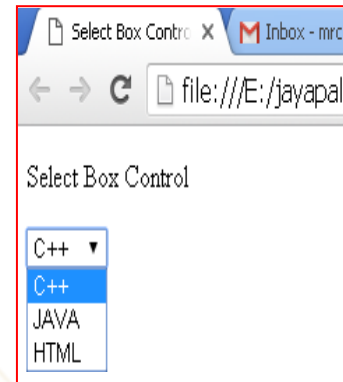 Select Box Contro
Inbox - mrc
file:///E:/jayapal
Select Box Control
C++
C++
JAVA
HTML